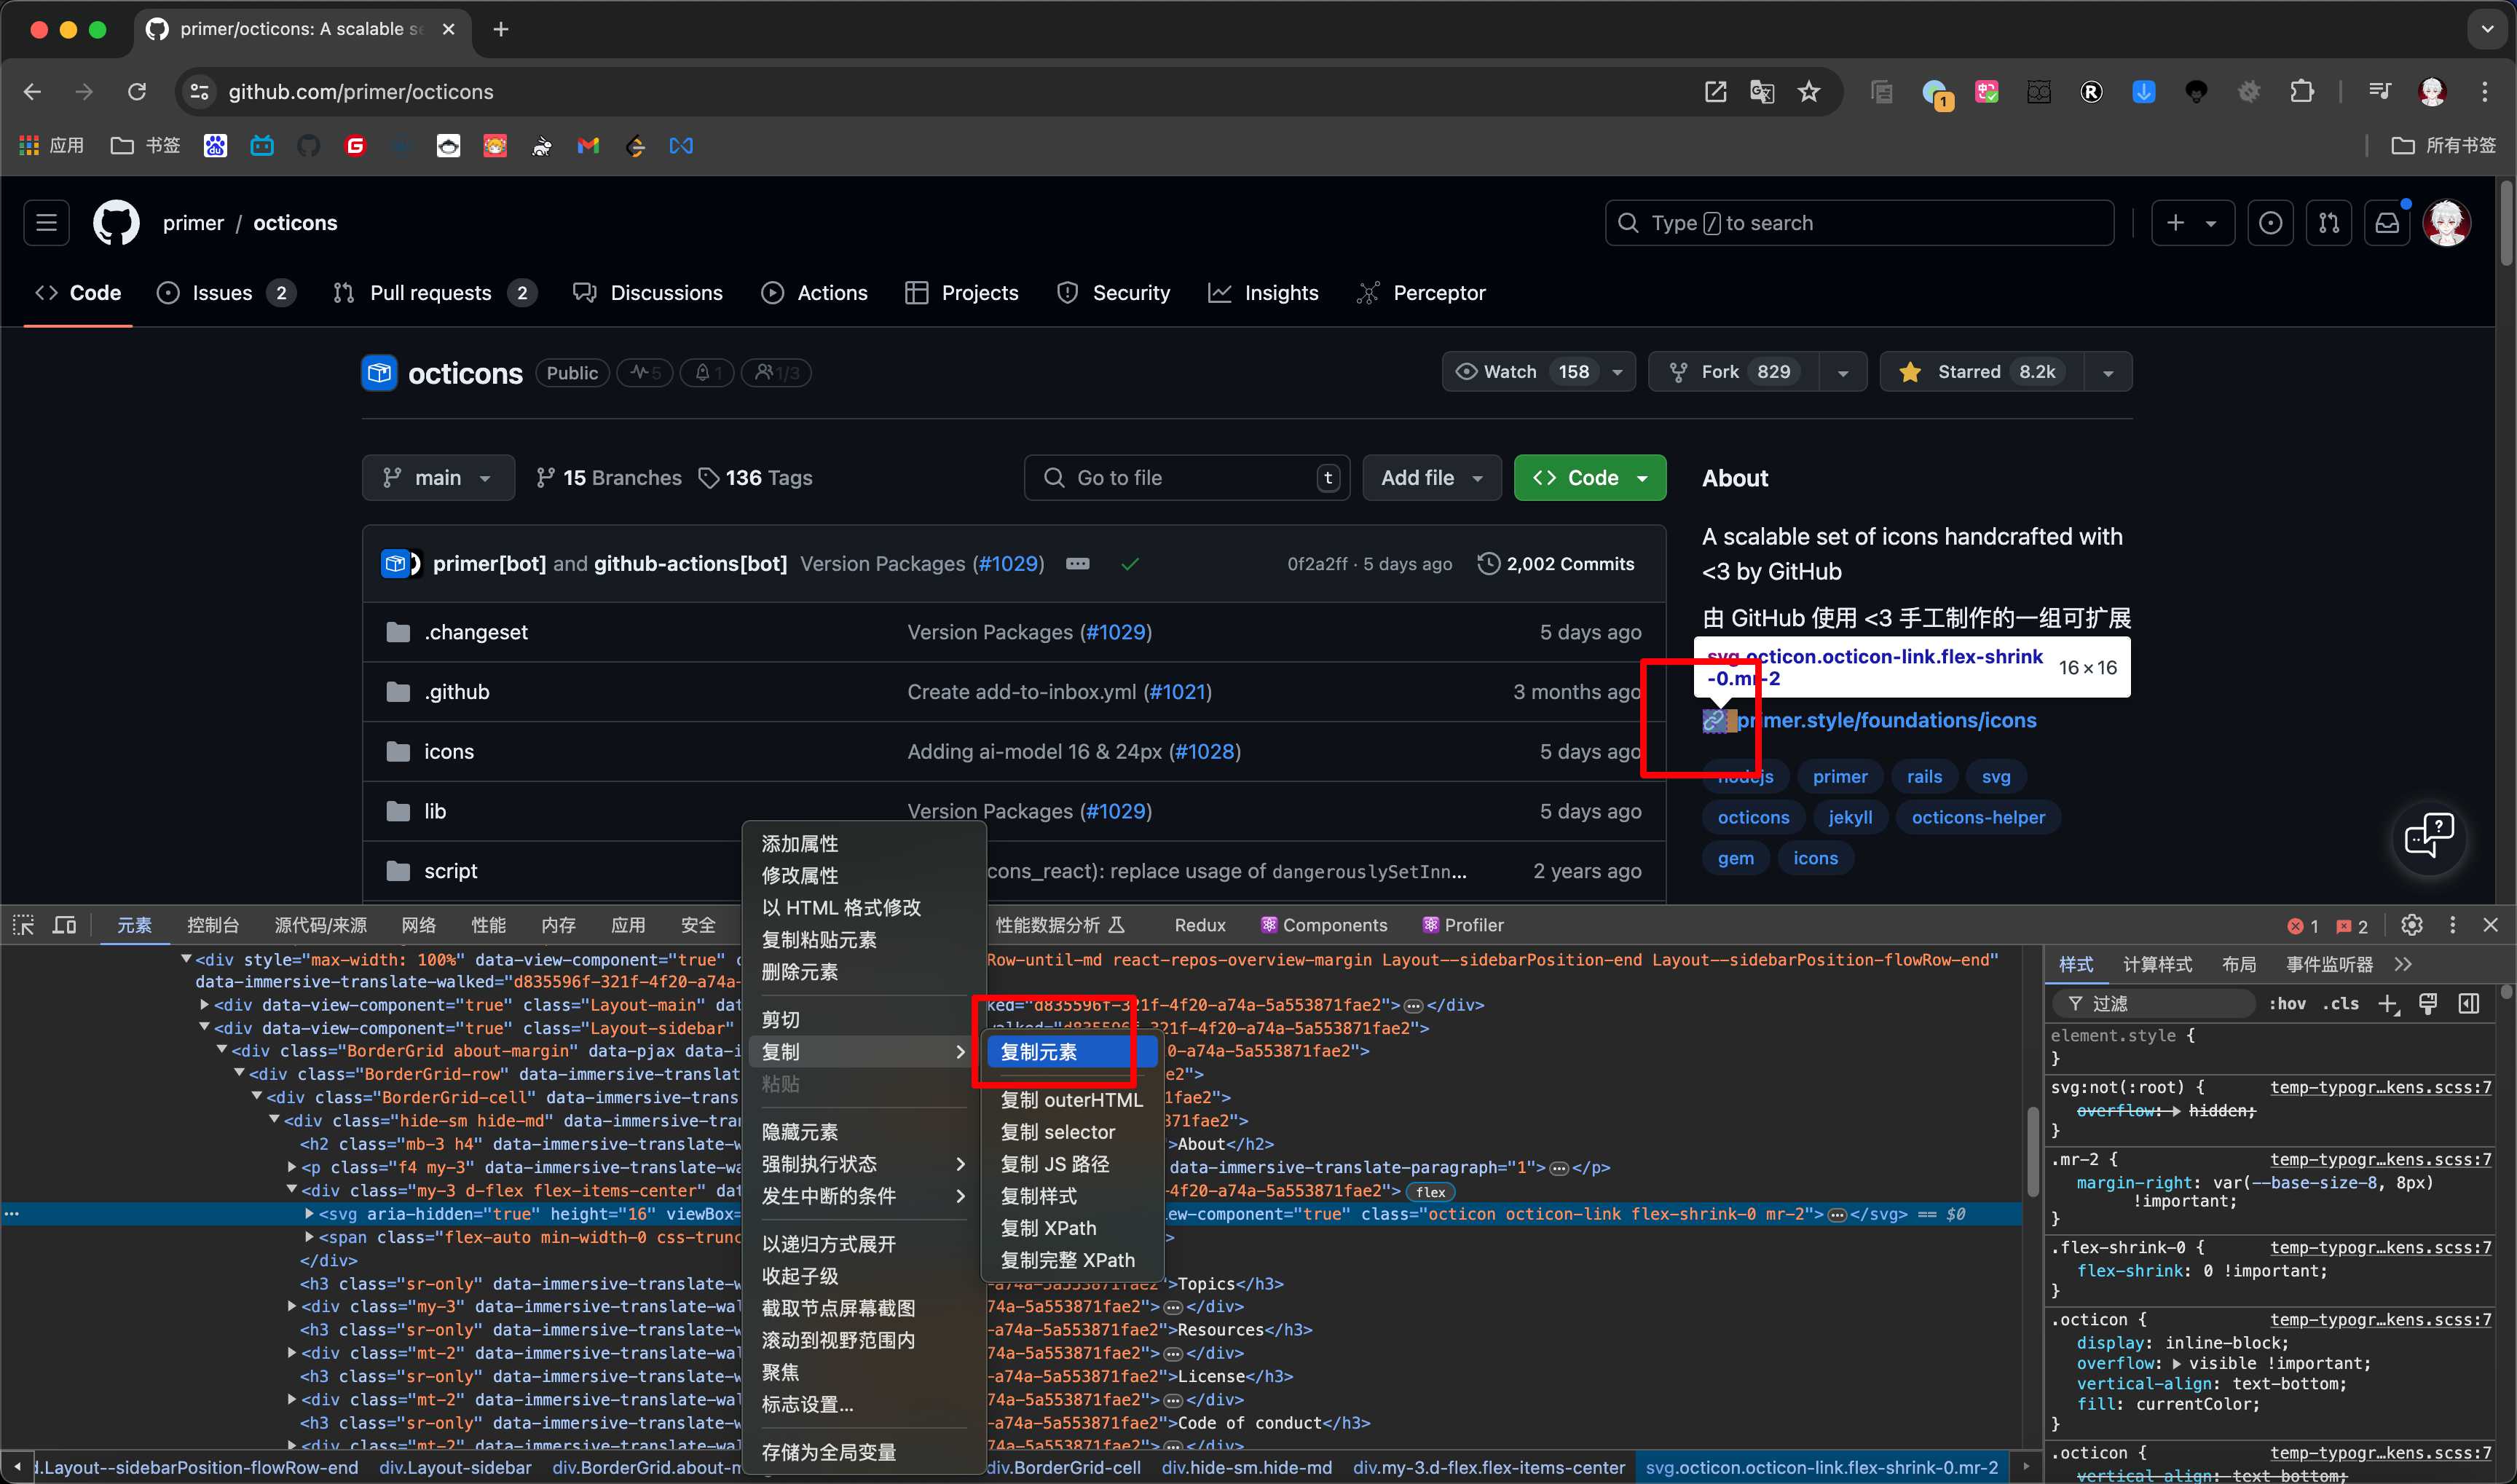 primer/octicons: A scalable se
github.com/primer/octicons
1
应用
书签
所有书签
primer / octicons
Type / to search
Code
Issues 2
Pull requests 2
Discussions
Actions
Projects
Security
Insights
Perceptor
octicons
Public
5
1
1/3
Watch 158
Fork 829
Starred 8.2k
main
15 Branches
136 Tags
Go to file t
Add file
Code
About
A scalable set of icons handcrafted with
<3 by GitHub
由 GitHub 使用 <3 手工制作的一组可扩展
svg.octicon.octicon-link.flex-shrink
-0.mr-2
16×16
primer.style/foundations/icons
nodejs primer rails svg
octicons jekyll octicons-helper
gem icons
primer[bot] and github-actions[bot] Version Packages (#1029)
0f2a2ff · 5 days ago
2,002 Commits
.changeset Version Packages (#1029) 5 days ago
.github Create add-to-inbox.yml (#1021) 3 months ago
icons Adding ai-model 16 & 24px (#1028) 5 days ago
lib Version Packages (#1029) 5 days ago
script cons_react): replace usage of dangerouslySetInn... 2 years ago
添加属性
修改属性
以 HTML 格式修改
复制粘贴元素
删除元素
剪切
复制
粘贴
隐藏元素
强制执行状态
发生中断的条件
以递归方式展开
收起子级
截取节点屏幕截图
滚动到视野范围内
聚焦
标志设置...
存储为全局变量
复制元素
复制 outerHTML
复制 selector
复制 JS 路径
复制样式
复制 XPath
复制完整 XPath
元素 控制台 源代码/来源 网络 性能 内存 应用 安全 性能数据分析 Redux Components Profiler
1 2
<div style="max-width: 100%" data-view-component="true" c Row-until-md react-repos-overview-margin Layout--sidebarPosition-end Layout--sidebarPosition-flowRow-end"
data-immersive-translate-walked="d835596f-321f-4f20-a74a-
<div data-view-component="true" class="Layout-main" dat ked="d835596f-321f-4f20-a74a-5a553871fae2"> ··· </div>
<div data-view-component="true" class="Layout-sidebar" walked="d835596f-321f-4f20-a74a-5a553871fae2">
<div class="BorderGrid about-margin" data-pjax data-i 0-a74a-5a553871fae2">
<div class="BorderGrid-row" data-immersive-translat e2">
<div class="BorderGrid-cell" data-immersive-trans 1fae2">
<div class="hide-sm hide-md" data-immersive-tra 371fae2">
<h2 class="mb-3 h4" data-immersive-translate-w ">About</h2>
<p class="f4 my-3" data-immersive-translate-wa data-immersive-translate-paragraph="1"> ··· </p>
<div class="my-3 d-flex flex-items-center" dat -4f20-a74a-5a553871fae2"> flex
··· <svg aria-hidden="true" height="16" viewBox= ew-component="true" class="octicon octicon-link flex-shrink-0 mr-2"> ··· </svg> == $0
<span class="flex-auto min-width-0 css-trunc >
</div>
<h3 class="sr-only" data-immersive-translate-w -a74a-5a553871fae2">Topics</h3>
<div class="my-3" data-immersive-translate-wal 74a-5a553871fae2"> ··· </div>
<h3 class="sr-only" data-immersive-translate-w -a74a-5a553871fae2">Resources</h3>
<div class="mt-2" data-immersive-translate-wal 74a-5a553871fae2"> ··· </div>
<h3 class="sr-only" data-immersive-translate-w -a74a-5a553871fae2">License</h3>
<div class="mt-2" data-immersive-translate-wal 74a-5a553871fae2"> ··· </div>
<h3 class="sr-only" data-immersive-translate-w -a74a-5a553871fae2">Code of conduct</h3>
<div class="mt-2" data-immersive-translate-wal 74a-5a553871fae2"> ··· </div>
d.Layout--sidebarPosition-flowRow-end div.Layout-sidebar div.BorderGrid.about-m div.BorderGrid-cell div.hide-sm.hide-md div.my-3.d-flex.flex-items-center svg.octicon.octicon-link.flex-shrink-0.mr-2
样式 计算样式 布局 事件监听器
过滤 :hov .cls
element.style {
}
svg:not(:root) { temp-typogr…kens.scss:7
overflow: hidden;
}
.mr-2 { temp-typogr…kens.scss:7
margin-right: var(--base-size-8, 8px)
!important;
}
.flex-shrink-0 { temp-typogr…kens.scss:7
flex-shrink: 0 !important;
}
.octicon { temp-typogr…kens.scss:7
display: inline-block;
overflow: visible !important;
vertical-align: text-bottom;
fill: currentColor;
}
.octicon { temp-typogr…kens.scss:7
vertical-align: text-bottom;